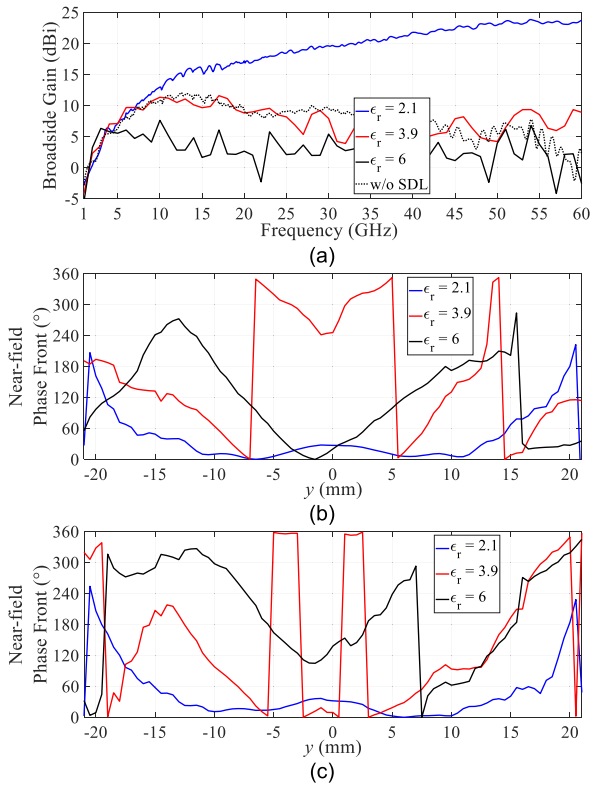 25
20
15
10
5
0
-5
Broadside Gain (dBi)
ϵr = 2.1
ϵr = 3.9
ϵr = 6
w/o SDL
1 5 10 15 20 25 30 35 40 45 50 55 60
Frequency (GHz)
(a)
360
300
240
180
120
60
0
Near-field
Phase Front (°)
ϵr = 2.1
ϵr = 3.9
ϵr = 6
-20 -15 -10 -5 0 5 10 15 20
y (mm)
(b)
360
300
240
180
120
60
0
Near-field
Phase Front (°)
ϵr = 2.1
ϵr = 3.9
ϵr = 6
-20 -15 -10 -5 0 5 10 15 20
y (mm)
(c)